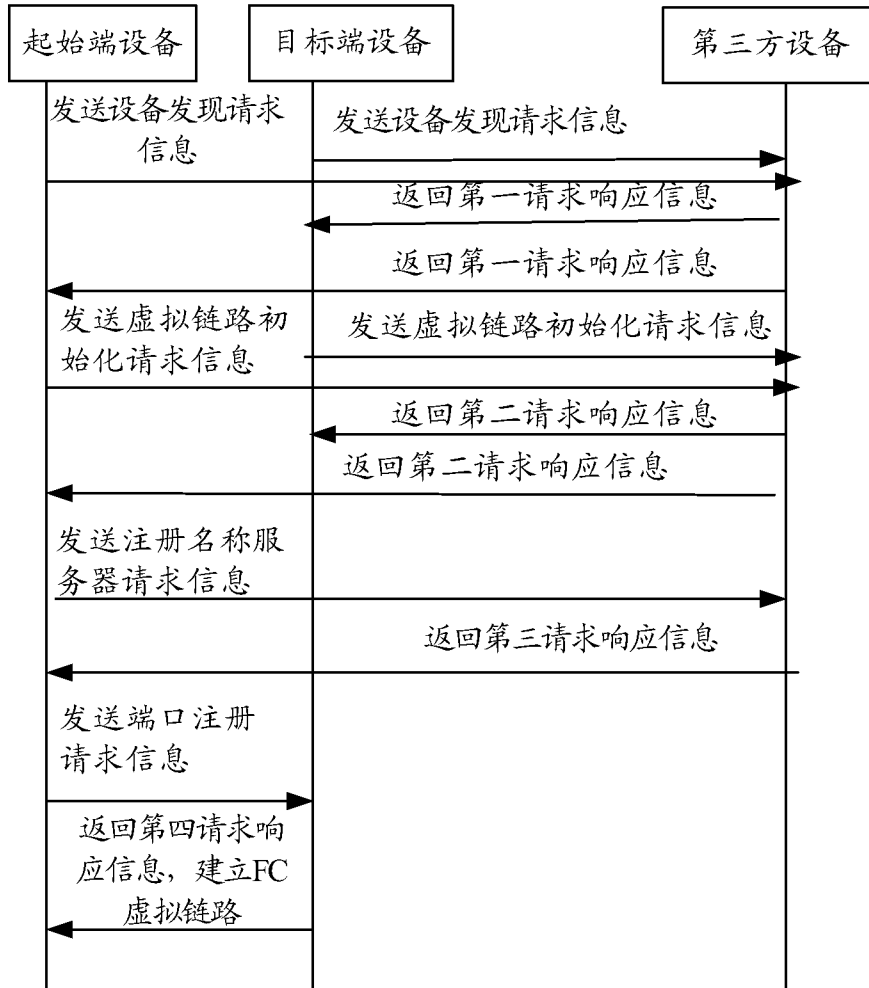 起始端设备
目标端设备
第三方设备
发送设备发现请求
信息
发送设备发现请求信息
返回第一请求响应信息
返回第一请求响应信息
发送虚拟链路初
始化请求信息
发送虚拟链路初始化请求信息
返回第二请求响应信息
返回第二请求响应信息
发送注册名称服
务器请求信息
返回第三请求响应信息
发送端口注册
请求信息
返回第四请求响
应信息，建立FC
虚拟链路